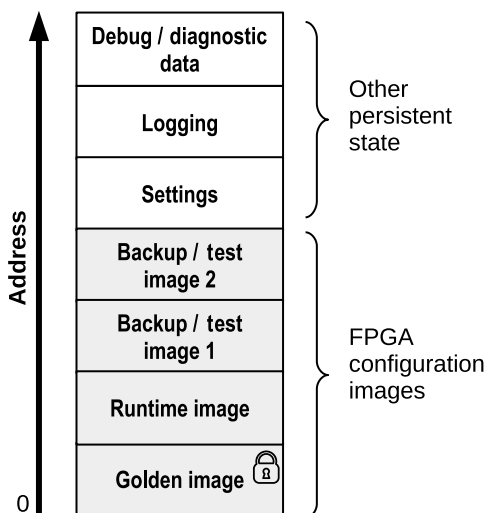 Debug / diagnostic
data
Logging
Settings
Backup / test
image 2
Backup / test
image 1
Runtime image
Golden image
Other
persistent
state
FPGA
configuration
images
Address
0